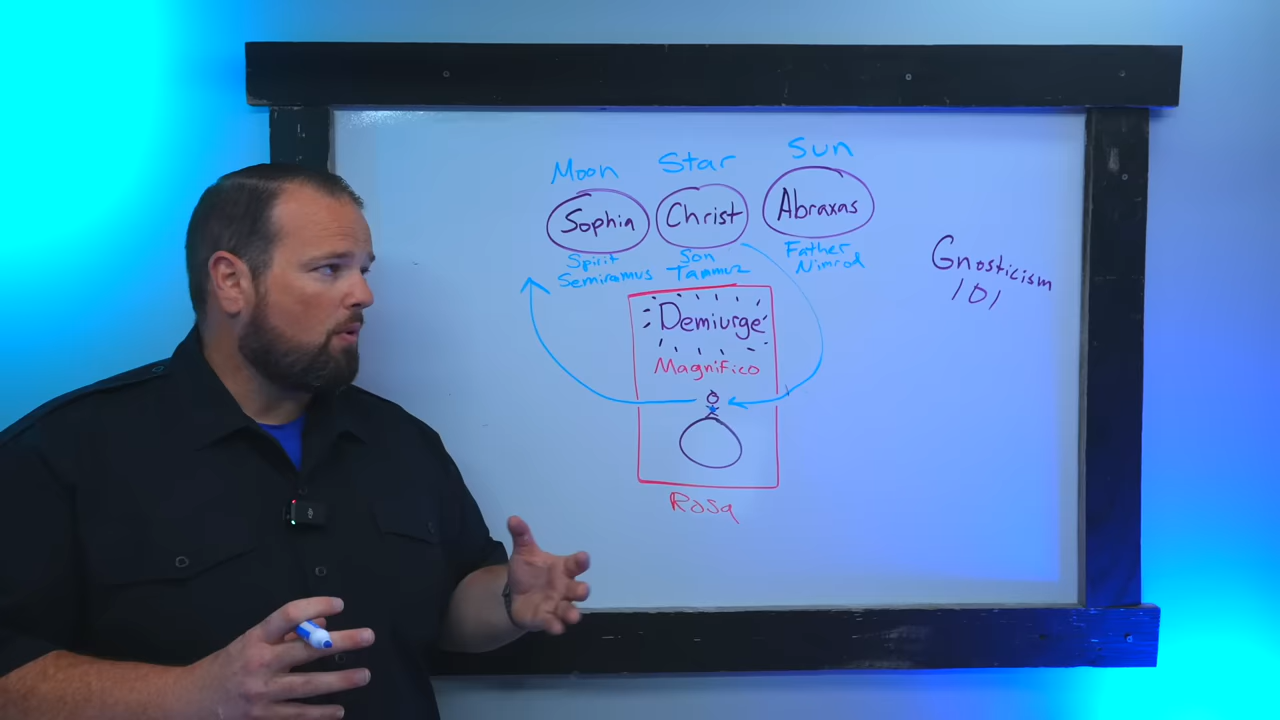 Moon Star Sun
Sophia Christ Abraxas
Spirit Son Father
Semiramus Tammuz Nimrod
Gnosticism
101
Demiurge
Magnifico
Rosa